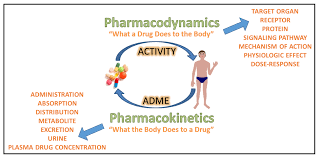 Pharmacodynamics
"What a Drug Does to the Body"
TARGET ORGAN
RECEPTOR
PROTEIN
SIGNALING PATHWAY
MECHANISM OF ACTION
PHYSIOLOGIC EFFECT
DOSE-RESPONSE
ACTIVITY
ADME
Pharmacokinetics
"What the Body Does to a Drug"
ADMINISTRATION
ABSORPTION
DISTRIBUTION
METABOLITE
EXCRETION
URINE
PLASMA DRUG CONCENTRATION